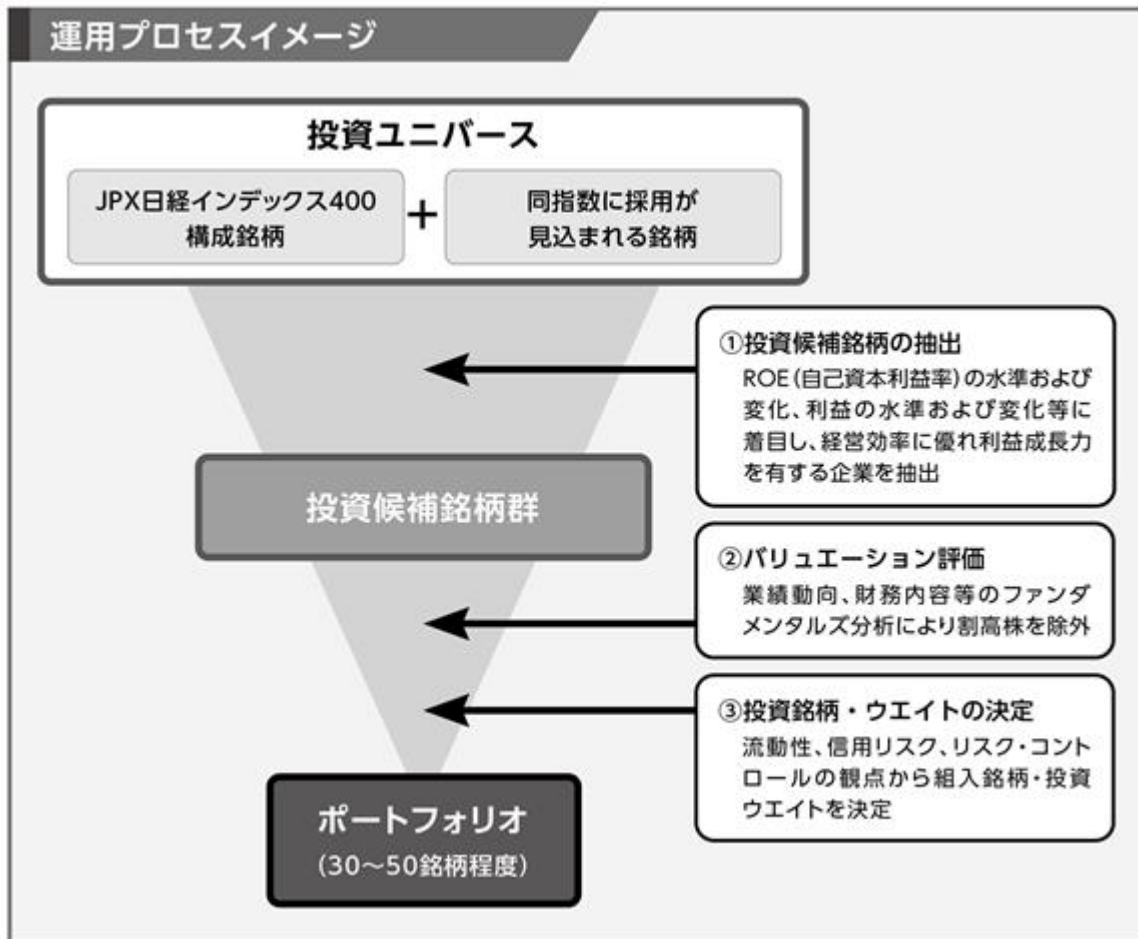 運用プロセスイメージ
投資ユニバース
JPX日経インデックス400
構成銘柄
+
同指数に採用が
見込まれる銘柄
①投資候補銘柄の抽出
ROE(自己資本利益率)の水準および
変化、利益の水準および変化等に
着目し、経営効率に優れ利益成長力
を有する企業を抽出
投資候補銘柄群
②バリュエーション評価
業績動向、財務内容等のファンダ
メンタルズ分析により割高株を除外
③投資銘柄・ウエイトの決定
流動性、信用リスク、リスク・コント
ロールの観点から組入銘柄・投資
ウエイトを決定
ポートフォリオ
(30～50銘柄程度)